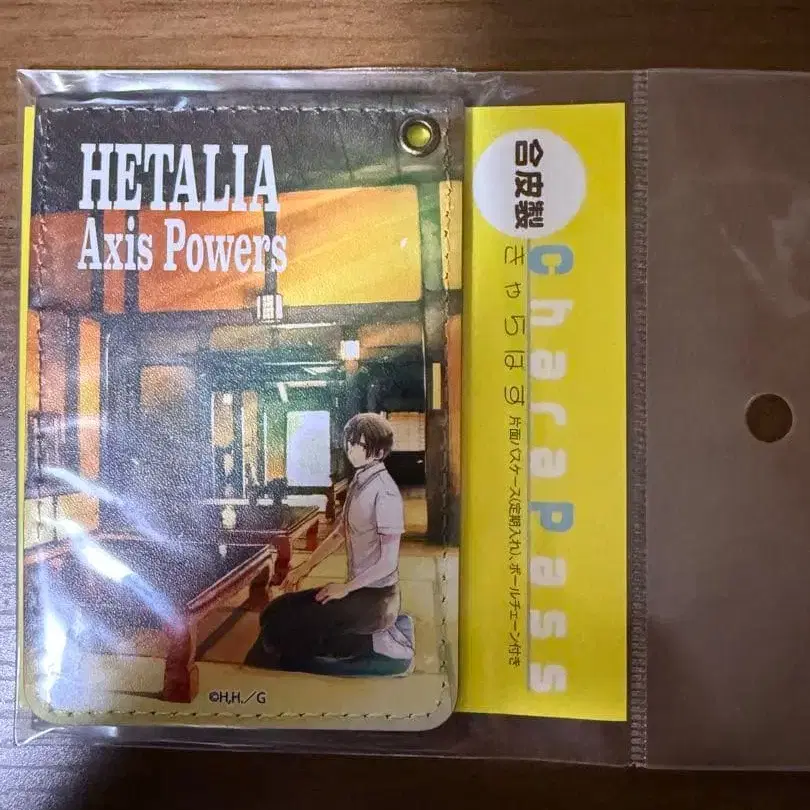 HETALIA
Axis Powers
©H,H.／G
合皮製
CharaPass
きゃらぱす
片面パスケース(定期入れ)、ボールチェーン付き